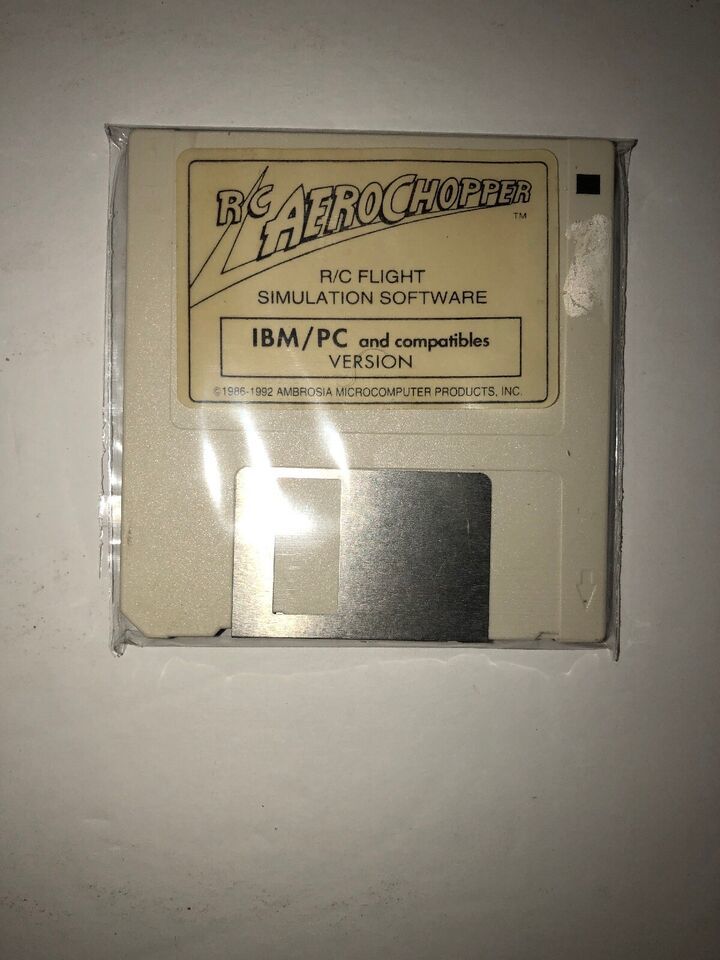 R/C AEROCHOPPER
TM
R/C FLIGHT
SIMULATION SOFTWARE
IBM/PC and compatibles
VERSION
©1986-1992 AMBROSIA MICROCOMPUTER PRODUCTS, INC.